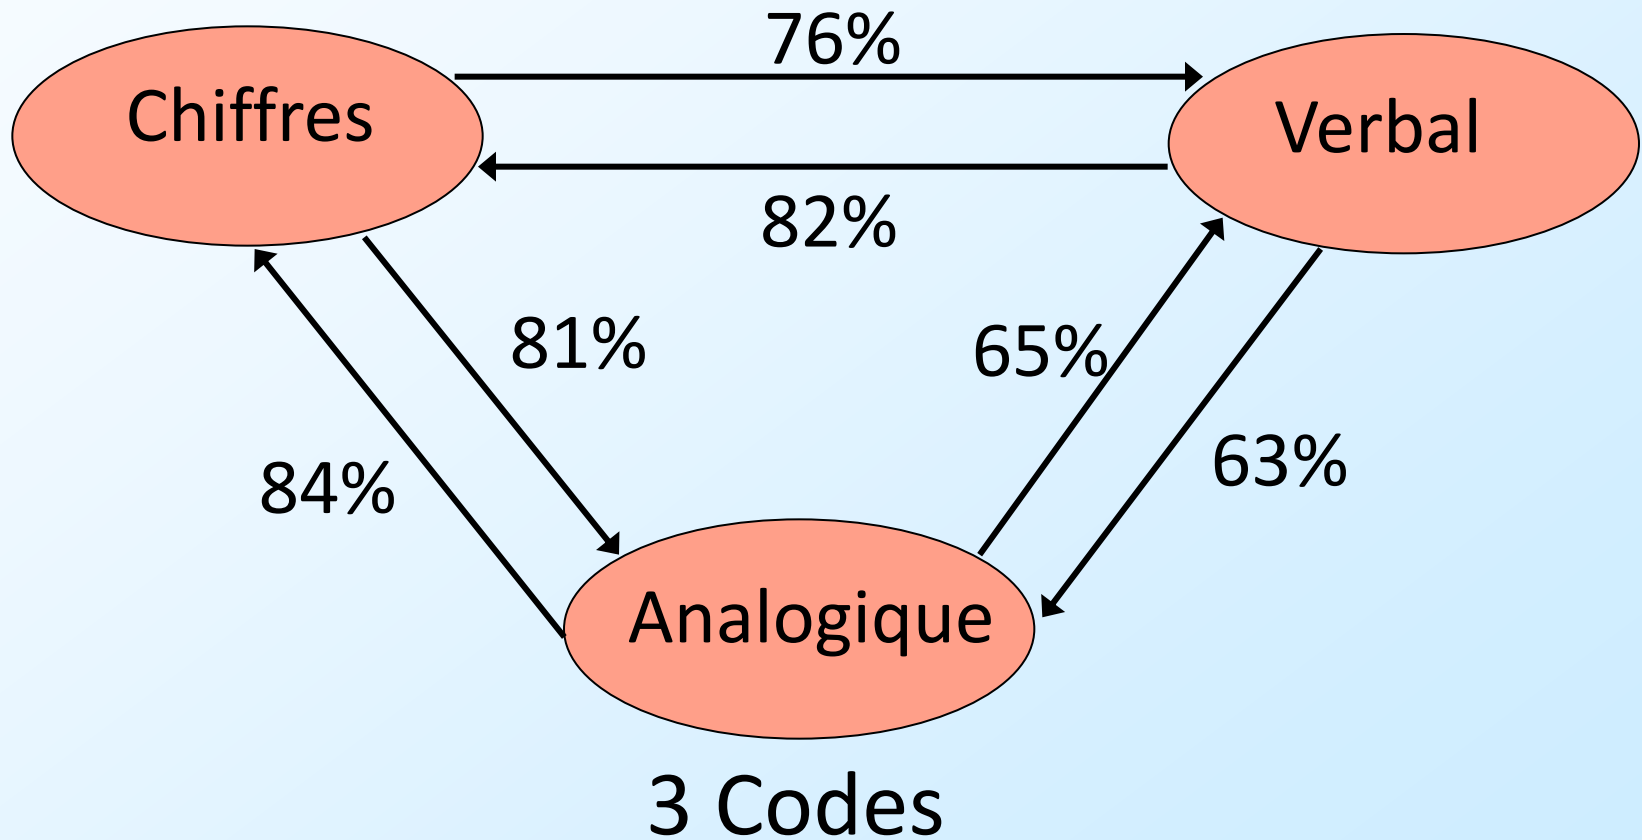 76%
Chiffres
Verbal
82%
81%
65%
84%
63%
Analogique
3 Codes